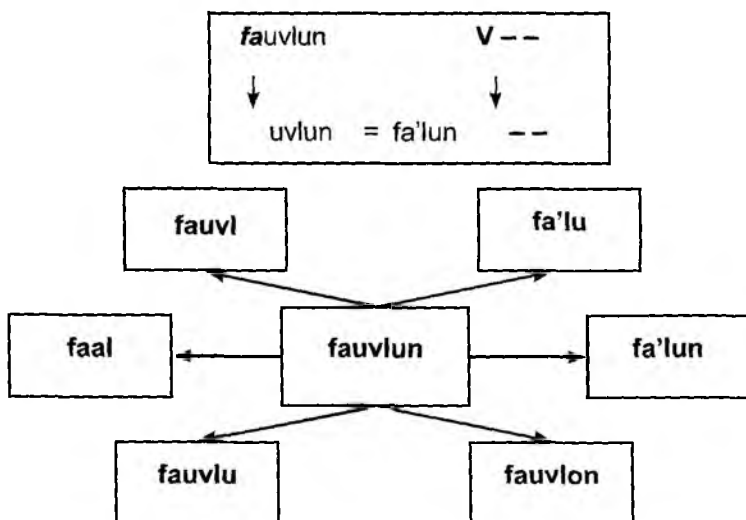 fauvlun V – –
uvlun = fa'lun – –
fauvl fa'lu
faal fauvlun fa'lun
fauvlu fauvlon